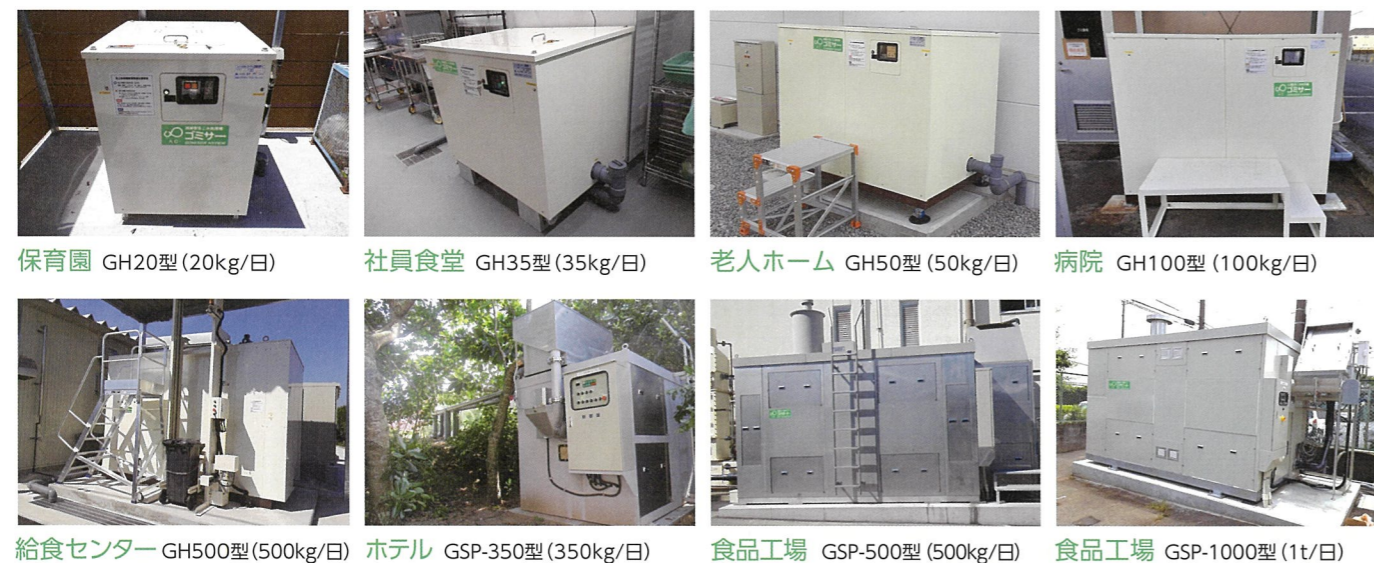 ゴミサー
保育園 GH20型(20kg/日)
社員食堂 GH35型(35kg/日)
老人ホーム GH50型(50kg/日)
病院 GH100型(100kg/日)
給食センター GH500型(500kg/日)
ホテル GSP-350型(350kg/日)
食品工場 GSP-500型(500kg/日)
食品工場 GSP-1000型(1t/日)